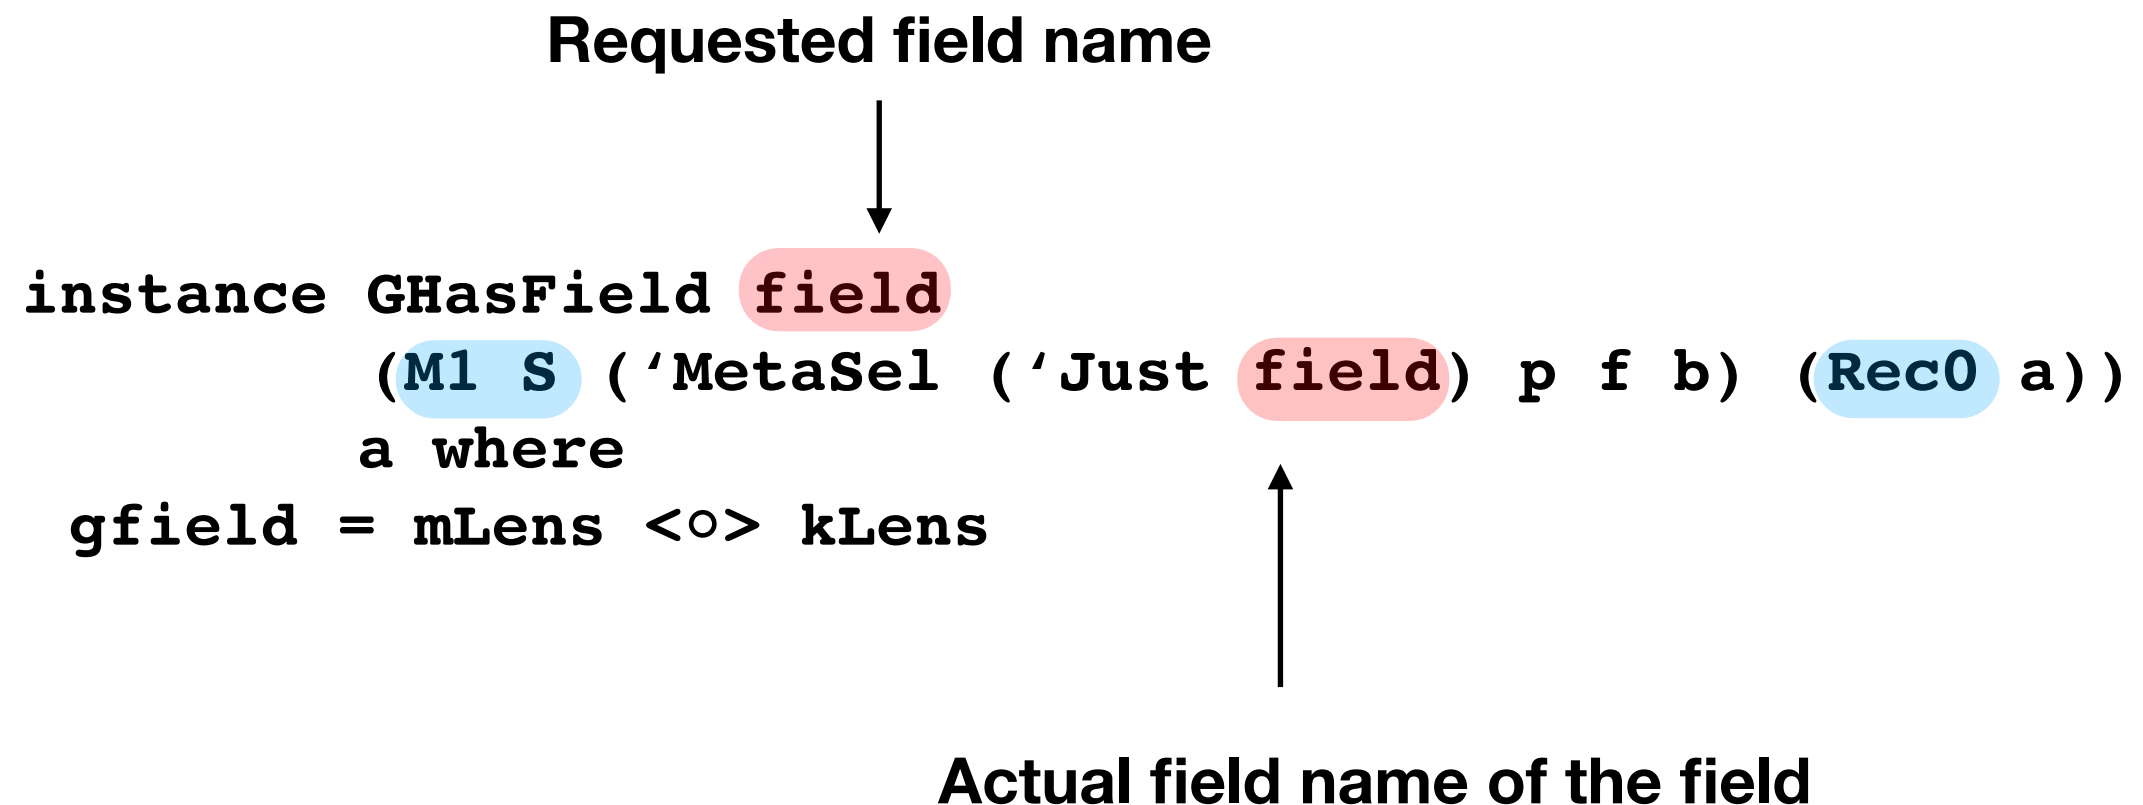 Requested field name
instance GHasField field
(M1 S (‘MetaSel (‘Just field) p f b) (Rec0 a))
a where
gfield = mLens <○> kLens
Actual field name of the field